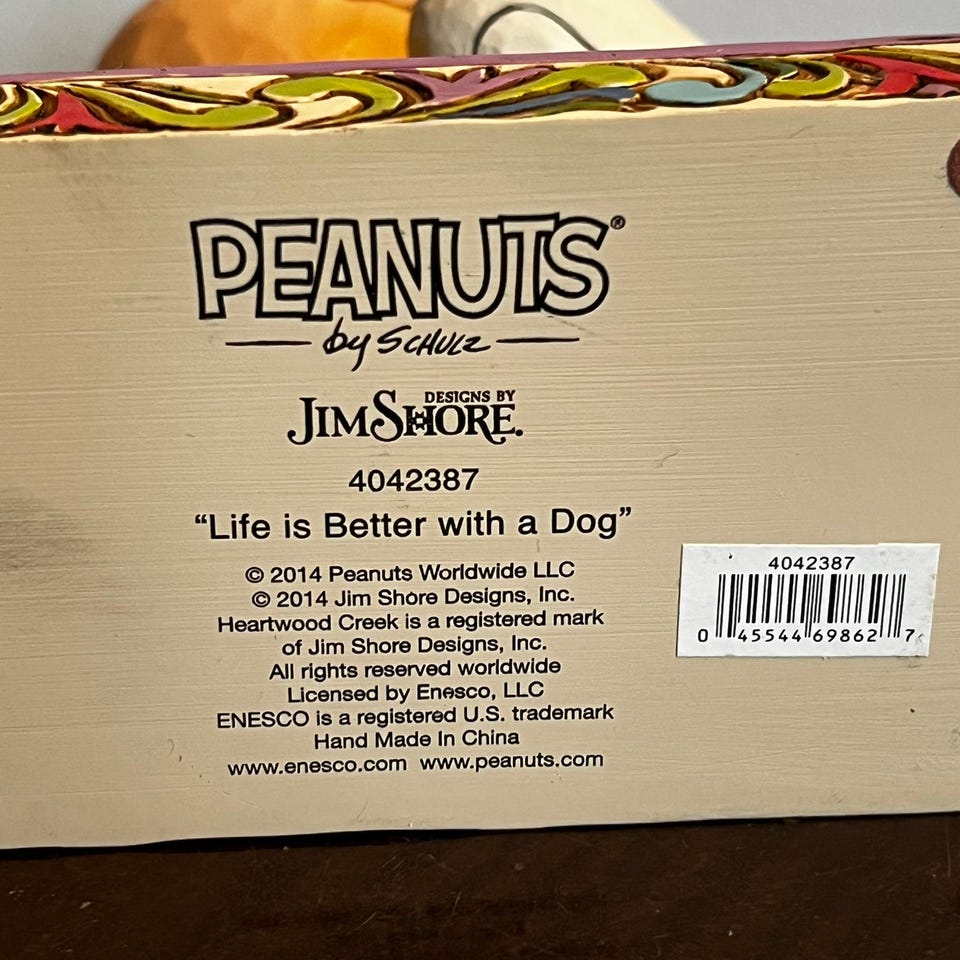 PEANUTS®
by SCHULZ
DESIGNS BY
JIM SHORE.
4042387
“Life is Better with a Dog”
© 2014 Peanuts Worldwide LLC
© 2014 Jim Shore Designs, Inc.
Heartwood Creek is a registered mark
of Jim Shore Designs, Inc.
All rights reserved worldwide
Licensed by Enesco, LLC
ENESCO is a registered U.S. trademark
Hand Made In China
www.enesco.com www.peanuts.com
4042387
0 45544 69862 7